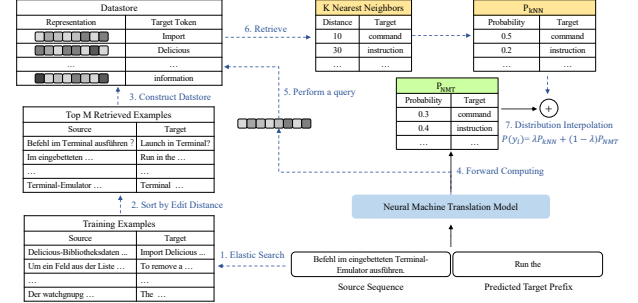 Datastore
Representation Target Token
Import
Delicious
… …
information
6. Retrieve
K Nearest Neighbors
Distance Target
10 command
30 instruction
… …
P_kNN
Probability Target
0.5 command
0.2 instruction
… …
3. Construct Datstore
5. Perform a query
P_NMT
Probability Target
0.3 command
0.4 instruction
… …
+
7. Distribution Interpolation
P(y_i)= λP_kNN + (1 − λ)P_NMT
Top M Retrieved Examples
Source Target
Befehl im Terminal ausführen ? Launch in Terminal?
Im eingebetteten … Run in the …
… …
Terminal-Emulator … Terminal …
4. Forward Computing
2. Sort by Edit Distance
Neural Machine Translation Model
Training Examples
Source Target
Delicious-Bibliotheksdaten ... Import Delicious ...
Um ein Feld aus der Liste … To remove a …
… …
Der watchgnupg … The …
1. Elastic Search
Befehl im eingebetteten Terminal-
Emulator ausführen.
Run the
Source Sequence Predicted Target Prefix